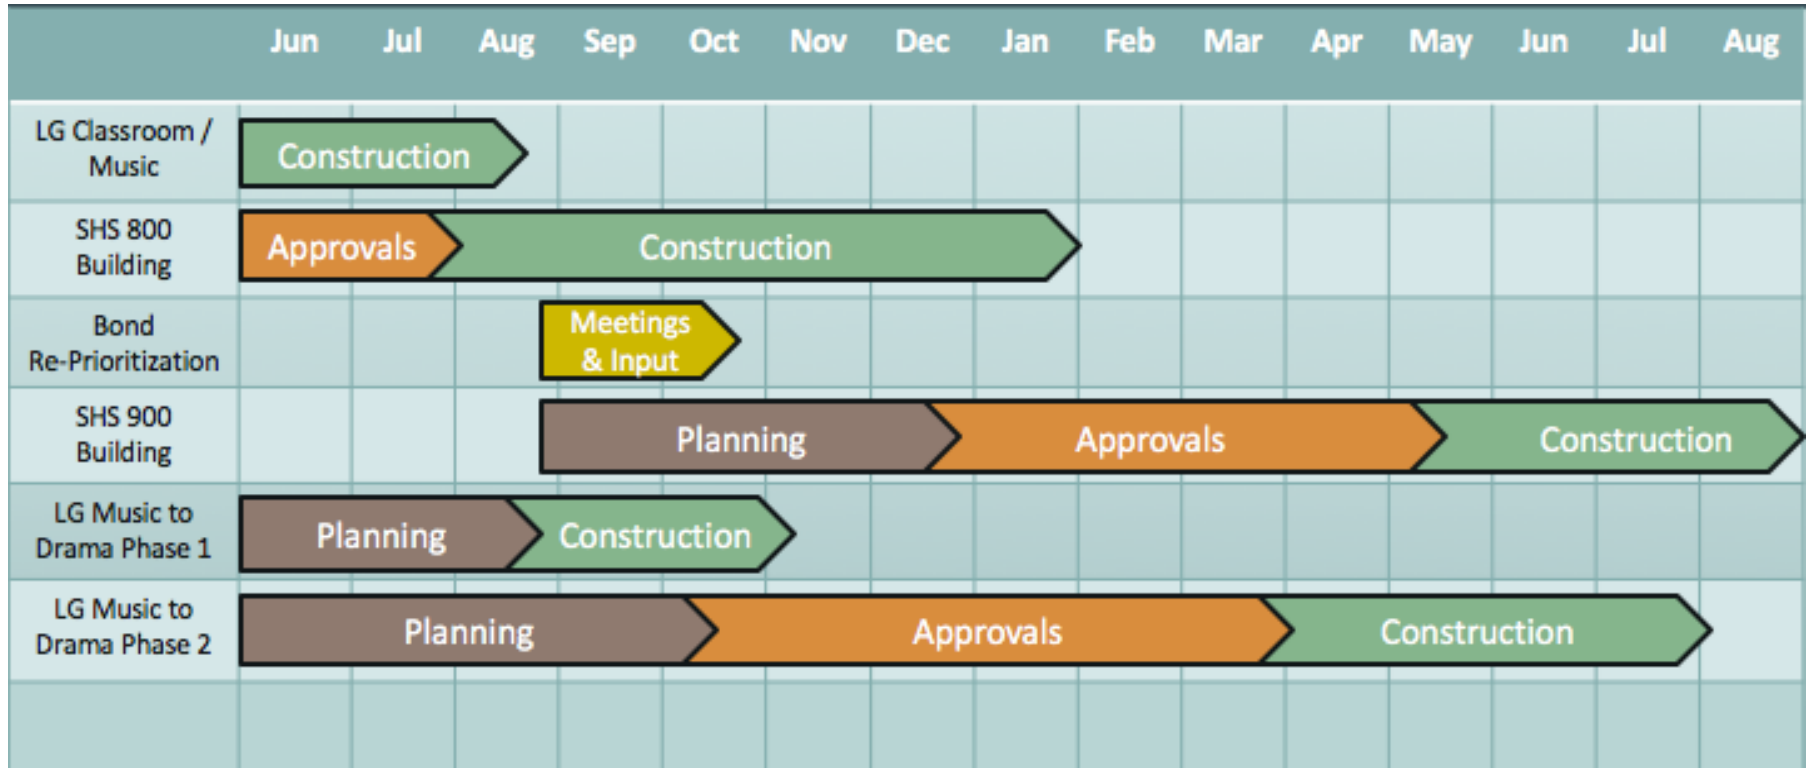 Jun Jul Aug Sep Oct Nov Dec Jan Feb Mar Apr May Jun Jul Aug
LG Classroom /
Music
Construction
SHS 800
Building
Approvals Construction
Bond
Re-Prioritization
Meetings
& Input
SHS 900
Building
Planning Approvals Construction
LG Music to
Drama Phase 1
Planning Construction
LG Music to
Drama Phase 2
Planning Approvals Construction